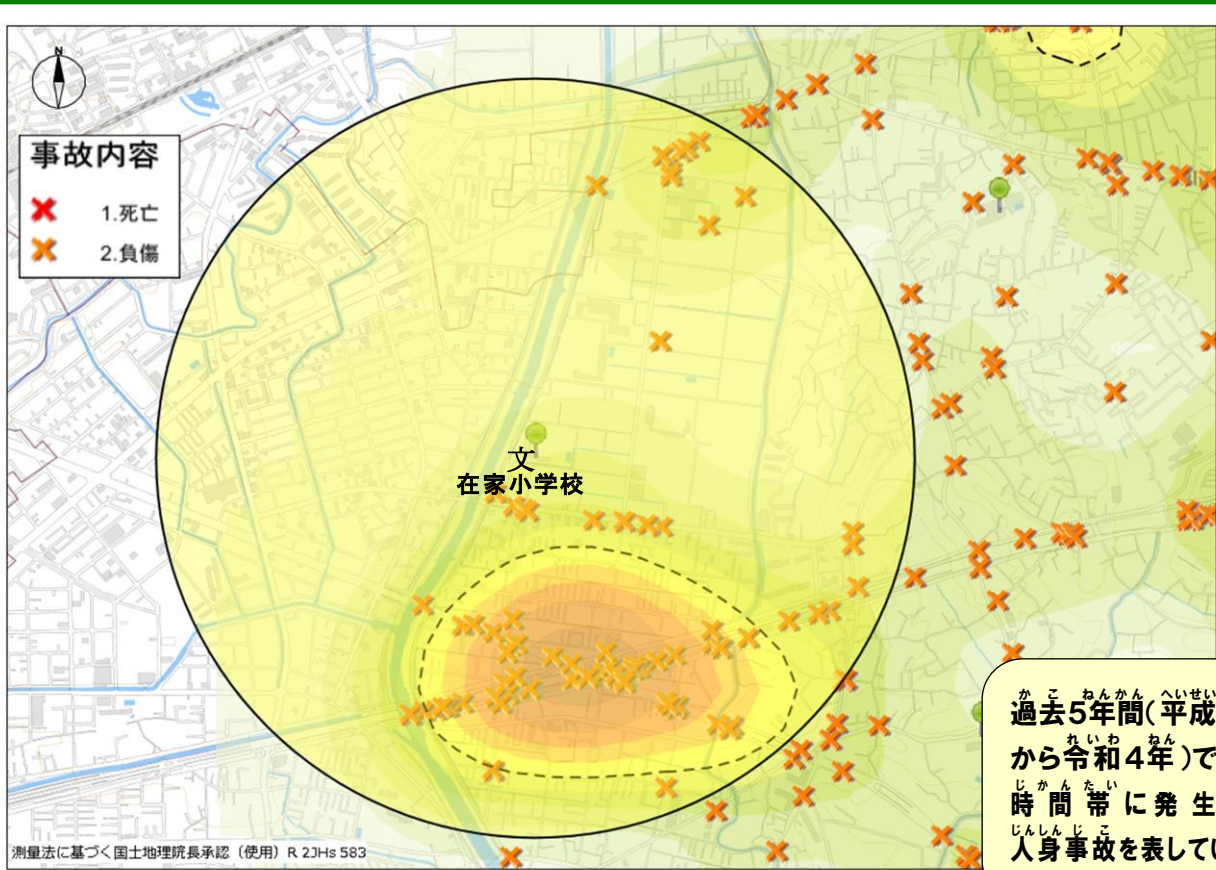 N
事故内容
1.死亡
2.負傷
文
在家小学校
過去5年間(平成
から令和4年)で
時間帯に発生
人身事故を表して
測量法に基づく国土地理院長承認(使用)R 2JHs 583